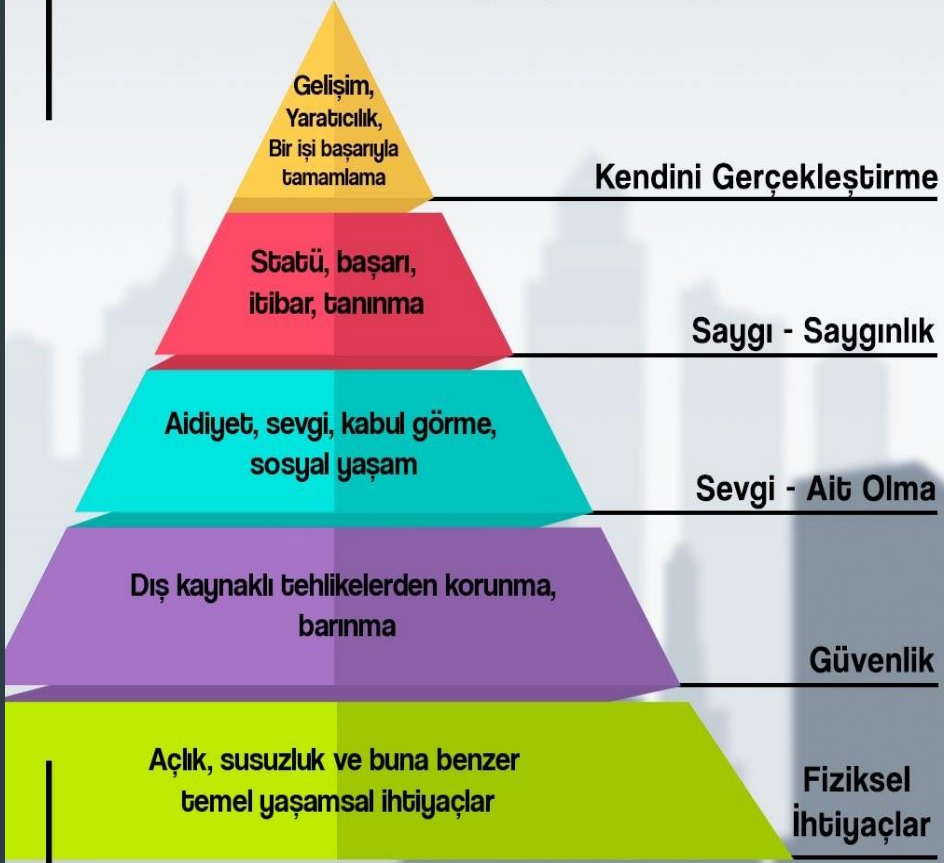 Gelişim,
Yaratıcılık,
Bir işi başarıyla
tamamlama
Kendini Gerçekleştirme
Statü, başarı,
itibar, tanınma
Saygı - Saygınlık
Aidiyet, sevgi, kabul görme,
sosyal yaşam
Sevgi - Ait Olma
Dış kaynaklı tehlikelerden korunma,
barınma
Güvenlik
Açlık, susuzluk ve buna benzer
temel yaşamsal ihtiyaçlar
Fiziksel
İhtiyaçlar